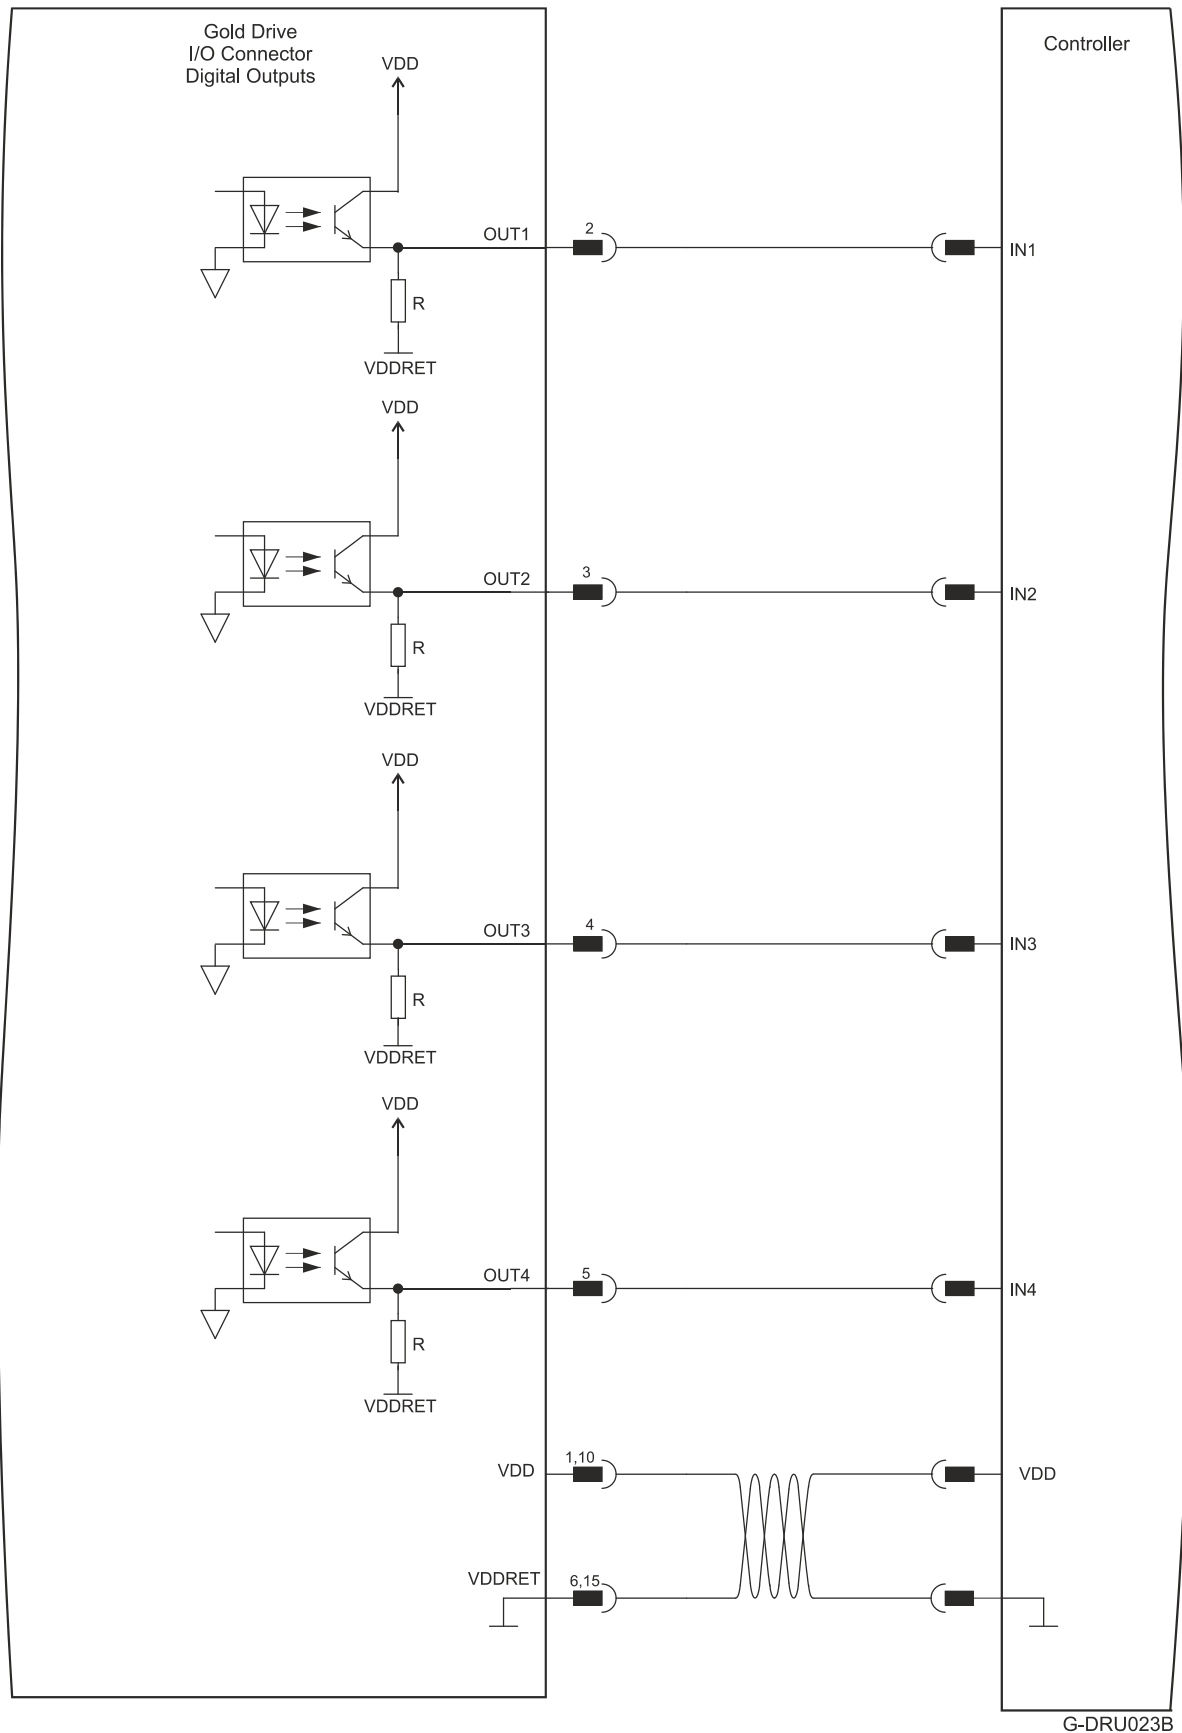 Gold Drive
I/O Connector
Digital Outputs
Controller
VDD
OUT1
2
IN1
R
VDDRET
VDD
OUT2
3
IN2
R
VDDRET
VDD
OUT3
4
IN3
R
VDDRET
VDD
OUT4
5
IN4
R
VDDRET
VDD
1,10
VDD
VDDRET
6,15
G-DRU023B